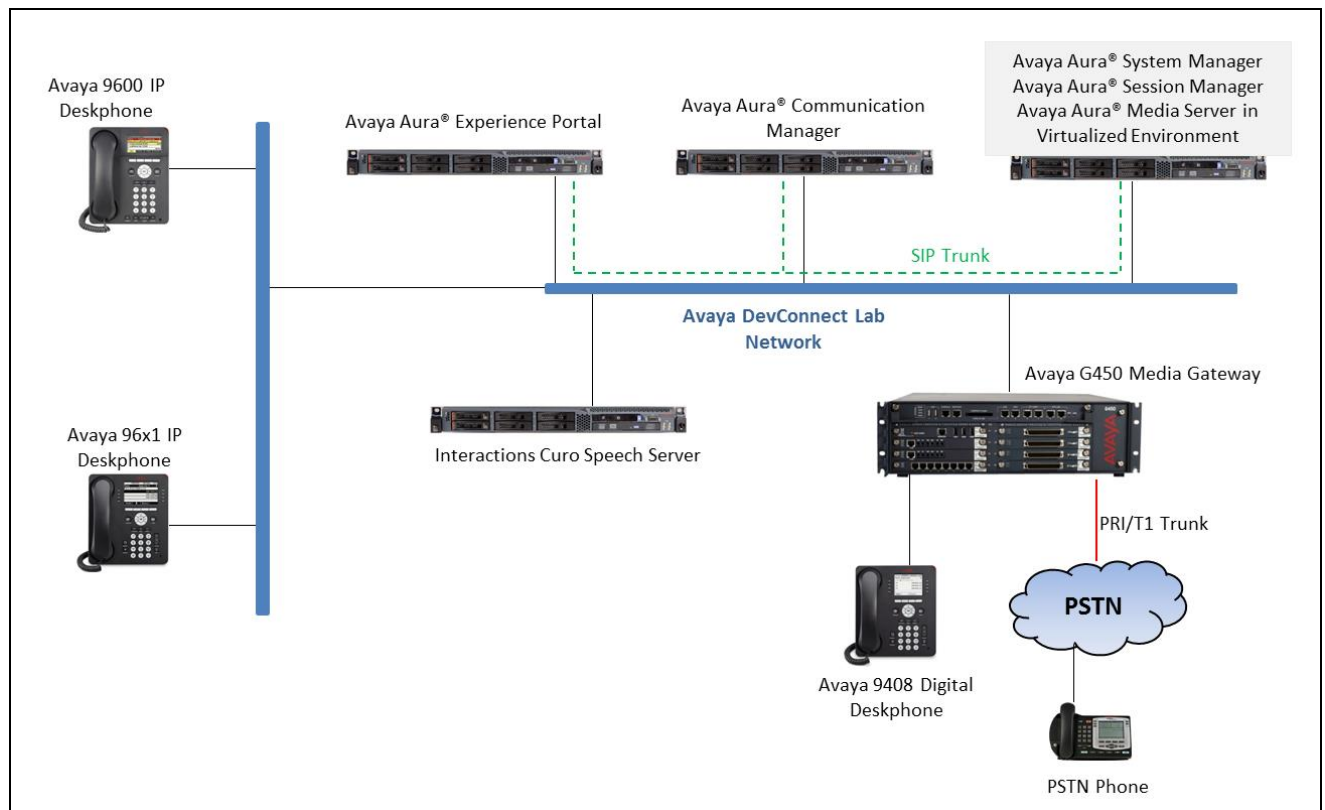 Avaya Aura® System Manager
Avaya Aura® Session Manager
Avaya Aura® Media Server in
Virtualized Environment
Avaya 9600 IP
Deskphone
Avaya Aura® Experience Portal
Avaya Aura® Communication
Manager
SIP Trunk
Avaya DevConnect Lab
Network
Avaya G450 Media Gateway
AVAYA
Avaya 96x1 IP
Deskphone
Interactions Curo Speech Server
PRI/T1 Trunk
PSTN
Avaya 9408 Digital
Deskphone
PSTN Phone